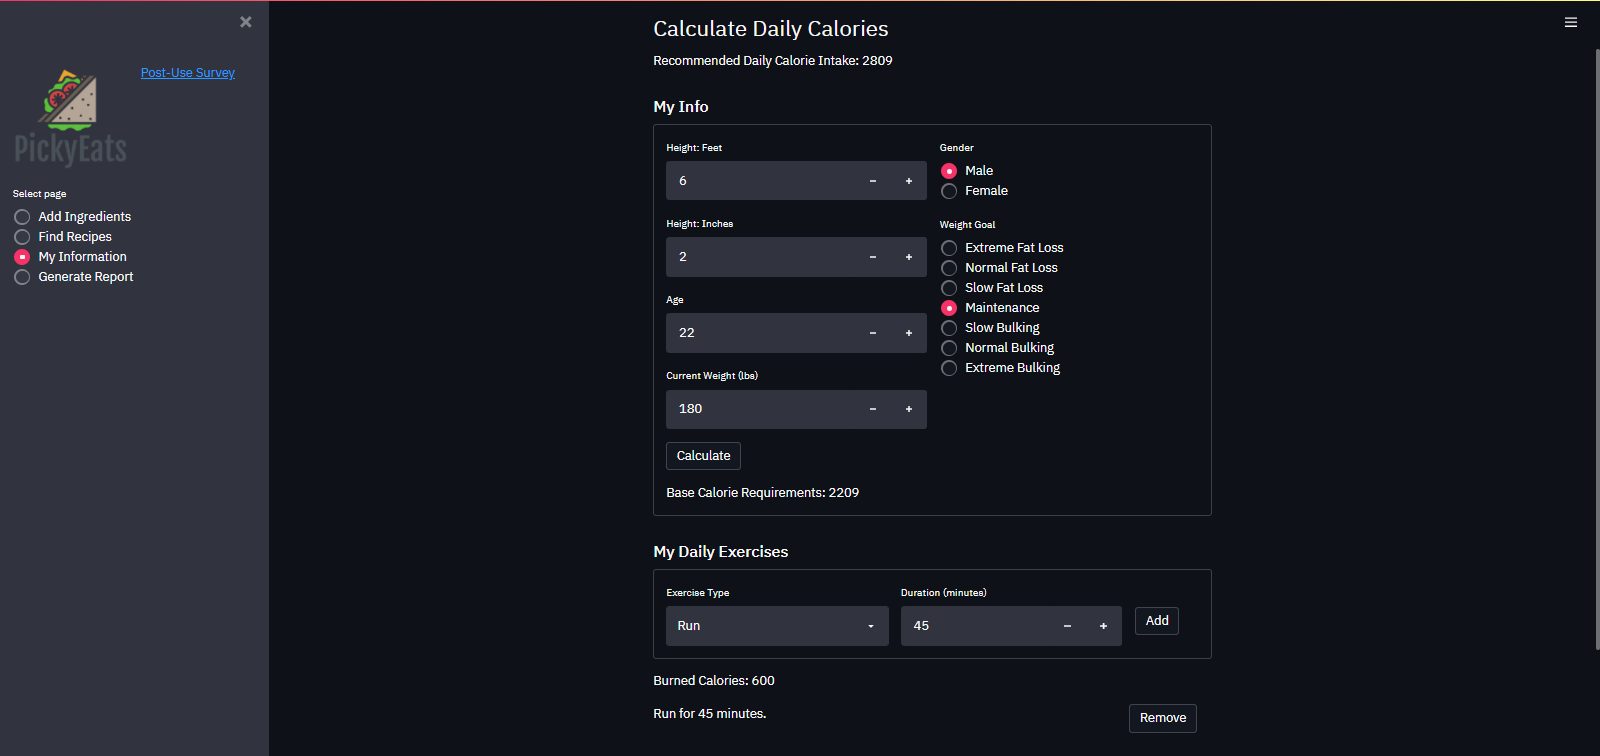 Post-Use Survey
PickyEats
Select page
Add Ingredients
Find Recipes
My Information
Generate Report
Calculate Daily Calories
Recommended Daily Calorie Intake: 2809
My Info
Height: Feet
6
Height: Inches
2
Age
22
Current Weight (lbs)
180
Calculate
Base Calorie Requirements: 2209
Gender
Male
Female
Weight Goal
Extreme Fat Loss
Normal Fat Loss
Slow Fat Loss
Maintenance
Slow Bulking
Normal Bulking
Extreme Bulking
My Daily Exercises
Exercise Type
Run
Duration (minutes)
45
Add
Burned Calories: 600
Run for 45 minutes.
Remove